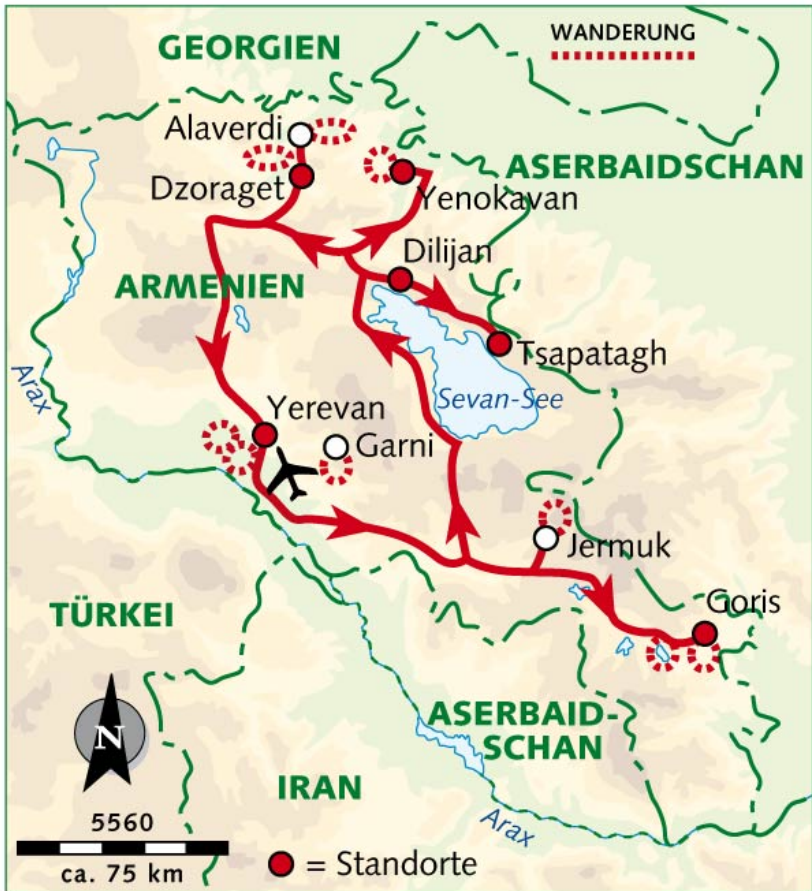 GEORGIEN
WANDERUNG
Alaverdi
ASERBAIDSCHAN
Dzoraget
Yenokavan
Dilijan
ARMENIEN
Tsapatagh
Arax
Sevan-See
Yerevan
Garni
Jermuk
TÜRKEI
Goris
N
ASERBAID-
SCHAN
IRAN
5560
Arax
ca. 75 km
= Standorte